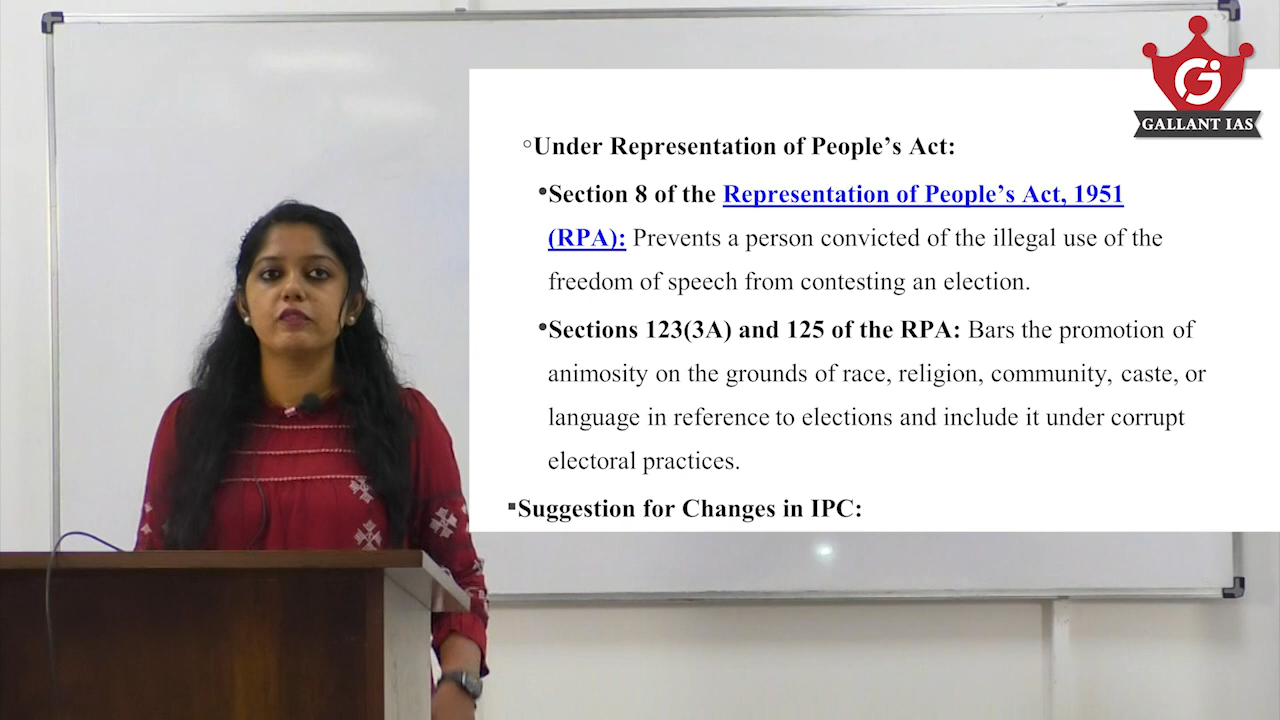 GALLANT IAS
◦Under Representation of People’s Act:
•Section 8 of the Representation of People’s Act, 1951
(RPA): Prevents a person convicted of the illegal use of the
freedom of speech from contesting an election.
•Sections 123(3A) and 125 of the RPA: Bars the promotion of
animosity on the grounds of race, religion, community, caste, or
language in reference to elections and include it under corrupt
electoral practices.
▪Suggestion for Changes in IPC: